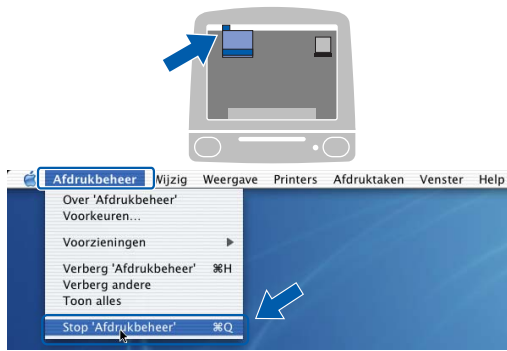 Afdrukbeheer Wijzig Weergave Printers Afdruktaken Venster Help
Over 'Afdrukbeheer'
Voorkeuren...
Voorzieningen
Verberg 'Afdrukbeheer' ⌘H
Verberg andere
Toon alles
Stop 'Afdrukbeheer' ⌘Q